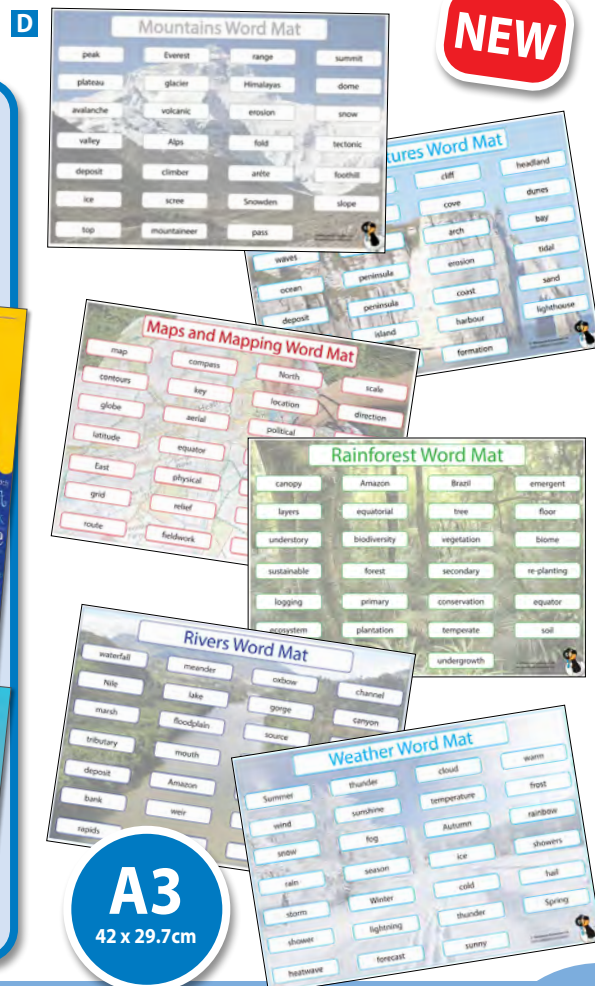 D
NEW
Mountains Word Mat
peak Everest range summit
plateau glacier Himalayas dome
avalanche volcanic erosion snow
valley Alps fold tectonic
deposit climber arête foothill
ice scree Snowden slope
top mountaineer pass
tures Word Mat
cliff headland
cove dunes
arch bay
waves erosion tidal
ocean peninsula coast sand
deposit peninsula harbour lighthouse
island formation
Maps and Mapping Word Mat
map compass North scale
contours key location direction
globe aerial political
latitude equator
East physical
grid relief
route fieldwork
Rainforest Word Mat
canopy Amazon Brazil emergent
layers equatorial tree floor
understory biodiversity vegetation biome
sustainable forest secondary re-planting
logging primary conservation equator
ecosystem plantation temperate soil
undergrowth
Rivers Word Mat
waterfall meander oxbow channel
Nile lake gorge canyon
marsh floodplain source
tributary mouth
deposit Amazon
bank weir
rapids
Weather Word Mat
Summer thunder cloud warm
wind sunshine temperature frost
snow fog Autumn rainbow
rain season ice showers
storm Winter cold hail
shower lightning thunder Spring
heatwave forecast sunny
A3
42 x 29.7cm